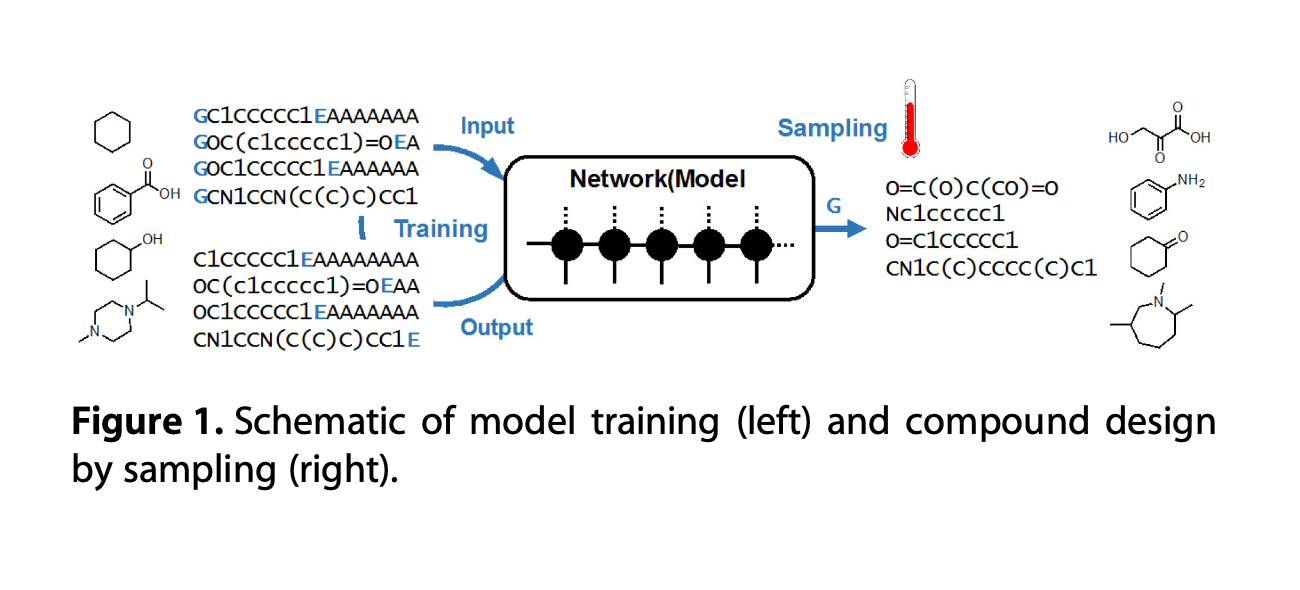 GC1CCCCC1EAAAAAAA
GOC(c1ccccc1)=OEA
GOC1CCCCC1EAAAAAA
GCN1CCN(C(C)C)CC1
Input
Training
C1CCCCC1EAAAAAAAA
OC(c1ccccc1)=OEAA
OC1CCCCC1EAAAAAAA
CN1CCN(C(C)C)CC1E
Output
Network(Model
G
Sampling
O=C(O)C(CO)=O
Nc1ccccc1
O=C1CCCCC1
CN1C(C)CCCC(C)C1
O
OH
OH
N
N
O
HO
OH
O
NH2
O
N
Figure 1. Schematic of model training (left) and compound design
by sampling (right).